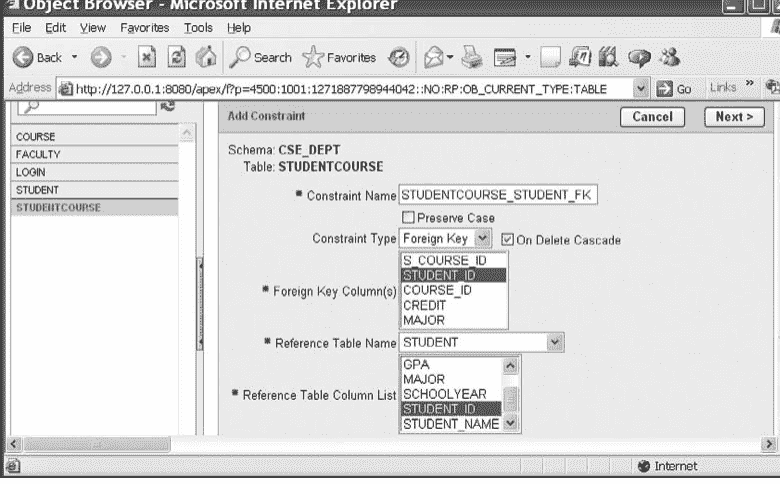 Object Browser - Microsoft Internet Explorer
File Edit View Favorites Tools Help
Back Search Favorites
Address http://127.0.0.1:8080/apex/f?p=4500:1001:1271887798944042::NO:RP:OB_CURRENT_TYPE:TABLE Go Links »
Add Constraint Cancel Next >
COURSE
FACULTY
LOGIN
STUDENT
STUDENTCOURSE
Schema: CSE_DEPT
Table: STUDENTCOURSE
* Constraint Name STUDENTCOURSE_STUDENT_FK
Preserve Case
Constraint Type Foreign Key On Delete Cascade
* Foreign Key Column(s)
S_COURSE_ID
STUDENT_ID
COURSE_ID
CREDIT
MAJOR
* Reference Table Name STUDENT
* Reference Table Column List
GPA
MAJOR
SCHOOLYEAR
STUDENT_ID
STUDENT_NAME
Internet